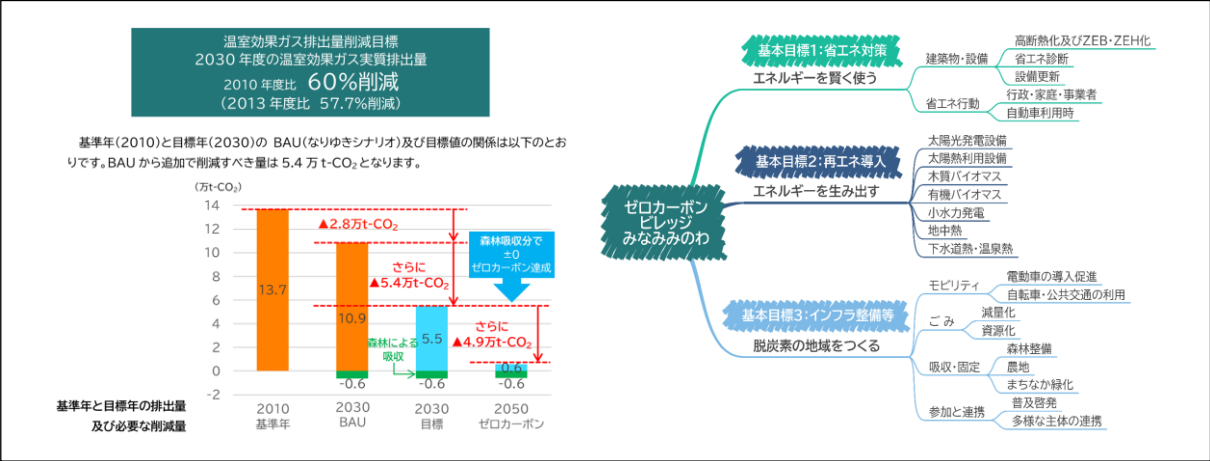 温室効果ガス排出量削減目標
2030年度の温室効果ガス実質排出量
2010年度比 60%削減
(2013年度比 57.7%削減)
基準年(2010)と目標年(2030)の BAU(なりゆきシナリオ)及び目標値の関係は以下のとお
りです。BAUから追加で削減すべき量は 5.4 万 t-CO₂となります。
(万t-CO₂)
14
12
10
8
6
4
2
0
-2
13.7
10.9
5.5
0.6
-0.6
-0.6
-0.6
▲2.8万t-CO₂
さらに
▲5.4万t-CO₂
さらに
▲4.9万t-CO₂
森林吸収分で
±0
ゼロカーボン達成
森林による
吸収
2010
基準年
2030
BAU
2030
目標
2050
ゼロカーボン
基準年と目標年の排出量
及び必要な削減量
ゼロカーボン
ビレッジ
みなみみのわ
基本目標1:省エネ対策
エネルギーを賢く使う
建築物・設備
高断熱化及びZEB・ZEH化
省エネ診断
設備更新
省エネ行動
行政・家庭・事業者
自動車利用時
基本目標2:再エネ導入
エネルギーを生み出す
太陽光発電設備
太陽熱利用設備
木質バイオマス
有機バイオマス
小水力発電
地中熱
下水道熱・温泉熱
基本目標3:インフラ整備等
脱炭素の地域をつくる
モビリティ
電動車の導入促進
自転車・公共交通の利用
ごみ
減量化
資源化
吸収・固定
森林整備
農地
まちなか緑化
参加と連携
普及啓発
多様な主体の連携